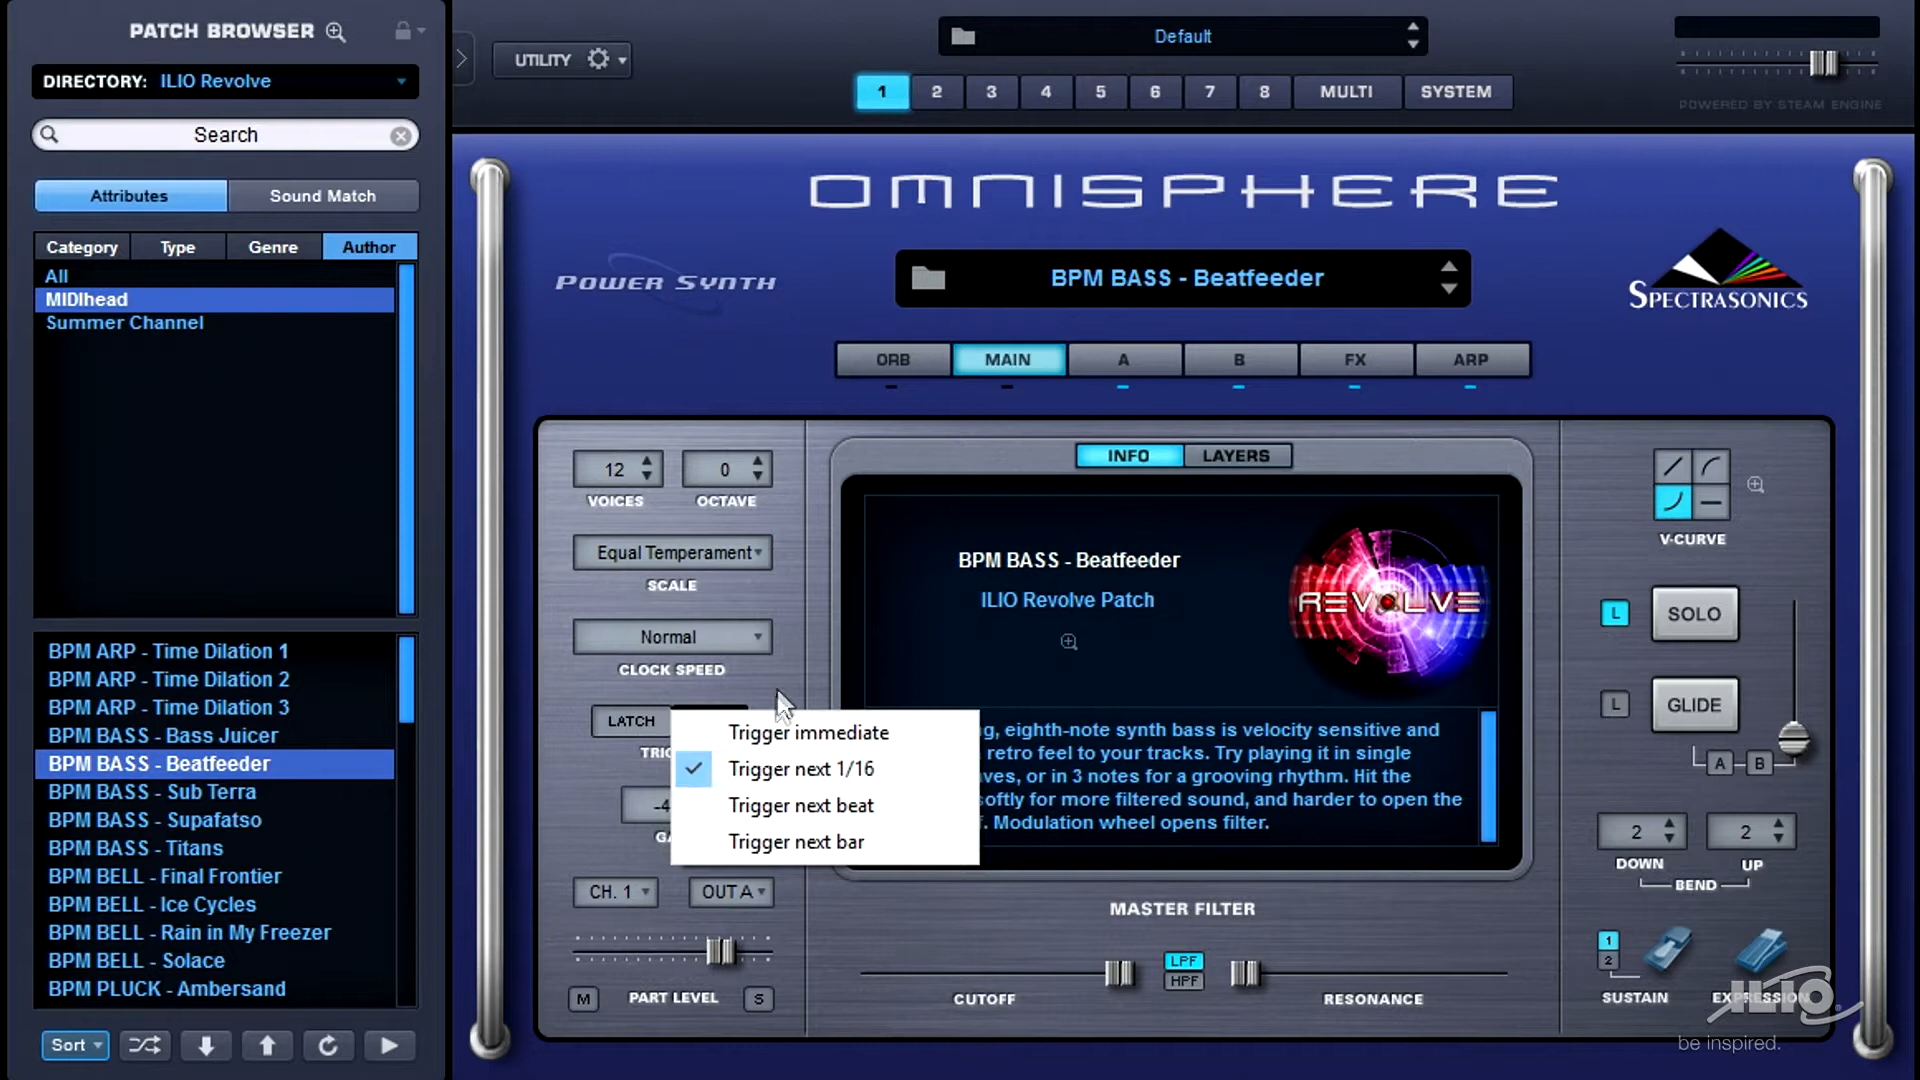 PATCH BROWSER
DIRECTORY: ILIO Revolve
Search
Attributes
Sound Match
Category
Type
Genre
Author
All
MIDIhead
Summer Channel
BPM ARP - Time Dilation 1
BPM ARP - Time Dilation 2
BPM ARP - Time Dilation 3
BPM BASS - Bass Juicer
BPM BASS - Beatfeeder
BPM BASS - Sub Terra
BPM BASS - Supafatso
BPM BASS - Titans
BPM BELL - Final Frontier
BPM BELL - Ice Cycles
BPM BELL - Rain in My Freezer
BPM BELL - Solace
BPM PLUCK - Ambersand
Sort
UTILITY
Default
1
2
3
4
5
6
7
8
MULTI
SYSTEM
POWERED BY STEAM ENGINE
OMNISPHERE
POWER SYNTH
BPM BASS - Beatfeeder
SPECTRASONICS
ORB
MAIN
A
B
FX
ARP
12
0
VOICES
OCTAVE
Equal Temperament
SCALE
Normal
CLOCK SPEED
LATCH
Trigger immediate
Trigger next 1/16
Trigger next beat
Trigger next bar
CH. 1
OUT A
M
PART LEVEL
S
INFO
LAYERS
BPM BASS - Beatfeeder
ILIO Revolve Patch
REVOLVE
eighth-note synth bass is velocity sensitive and
retro feel to your tracks. Try playing it in single
or in 3 notes for a grooving rhythm. Hit the
softly for more filtered sound, and harder to open the
Modulation wheel opens filter.
MASTER FILTER
LPF
HPF
CUTOFF
RESONANCE
V-CURVE
L
SOLO
L
GLIDE
A
B
2
2
DOWN
UP
BEND
1
2
SUSTAIN
EXPRESSION
ILIO
be inspired.